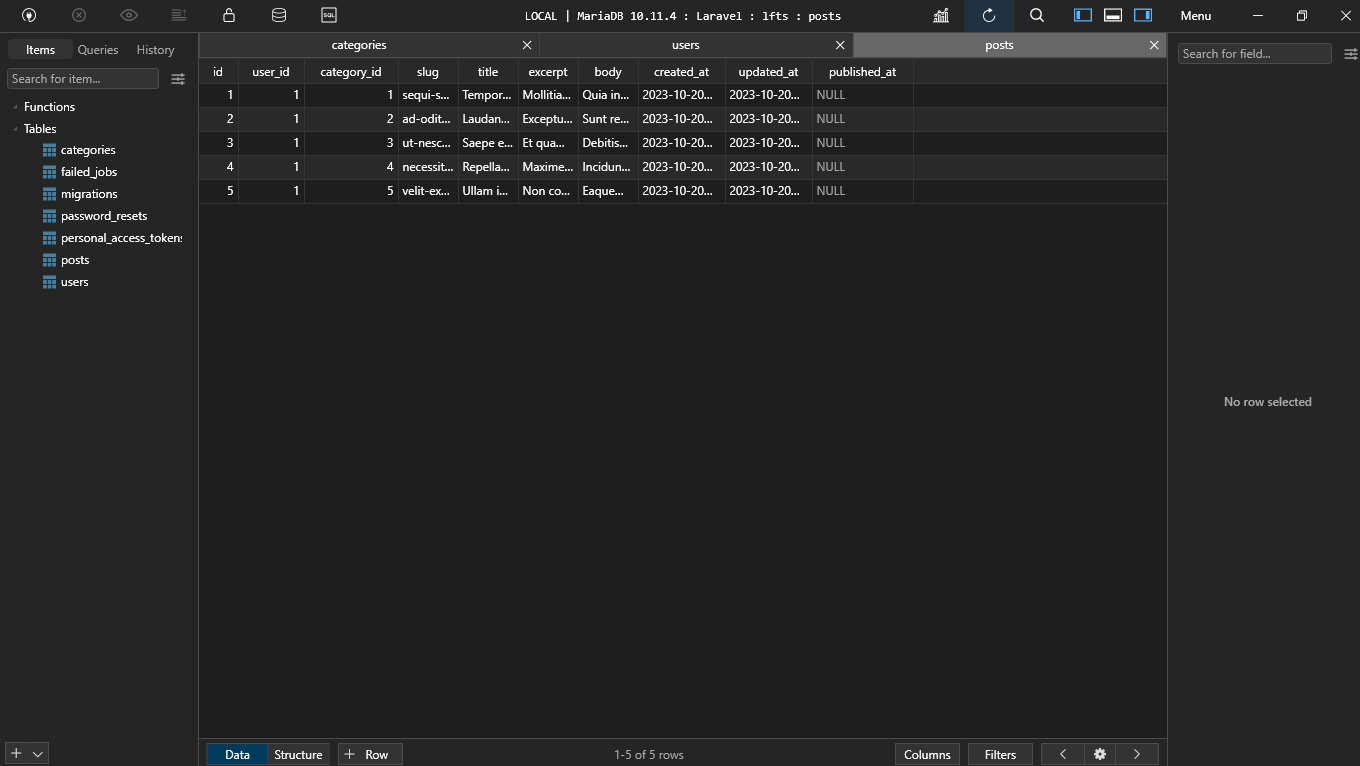 SQL LOCAL | MariaDB 10.11.4 : Laravel : lfts : posts Menu
Items Queries History
Search for item...
Functions
Tables
categories
failed_jobs
migrations
password_resets
personal_access_tokens
posts
users
categories users posts
id user_id category_id slug title excerpt body created_at updated_at published_at
1 1 1 sequi-s... Tempor... Mollitia... Quia in... 2023-10-20... 2023-10-20... NULL
2 1 2 ad-odit... Laudan... Exceptu... Sunt re... 2023-10-20... 2023-10-20... NULL
3 1 3 ut-nesc... Saepe e... Et qua... Debitis... 2023-10-20... 2023-10-20... NULL
4 1 4 necessit... Repella... Maxime... Incidun... 2023-10-20... 2023-10-20... NULL
5 1 5 velit-ex... Ullam i... Non co... Eaque... 2023-10-20... 2023-10-20... NULL
Search for field...
No row selected
Data Structure + Row 1-5 of 5 rows Columns Filters